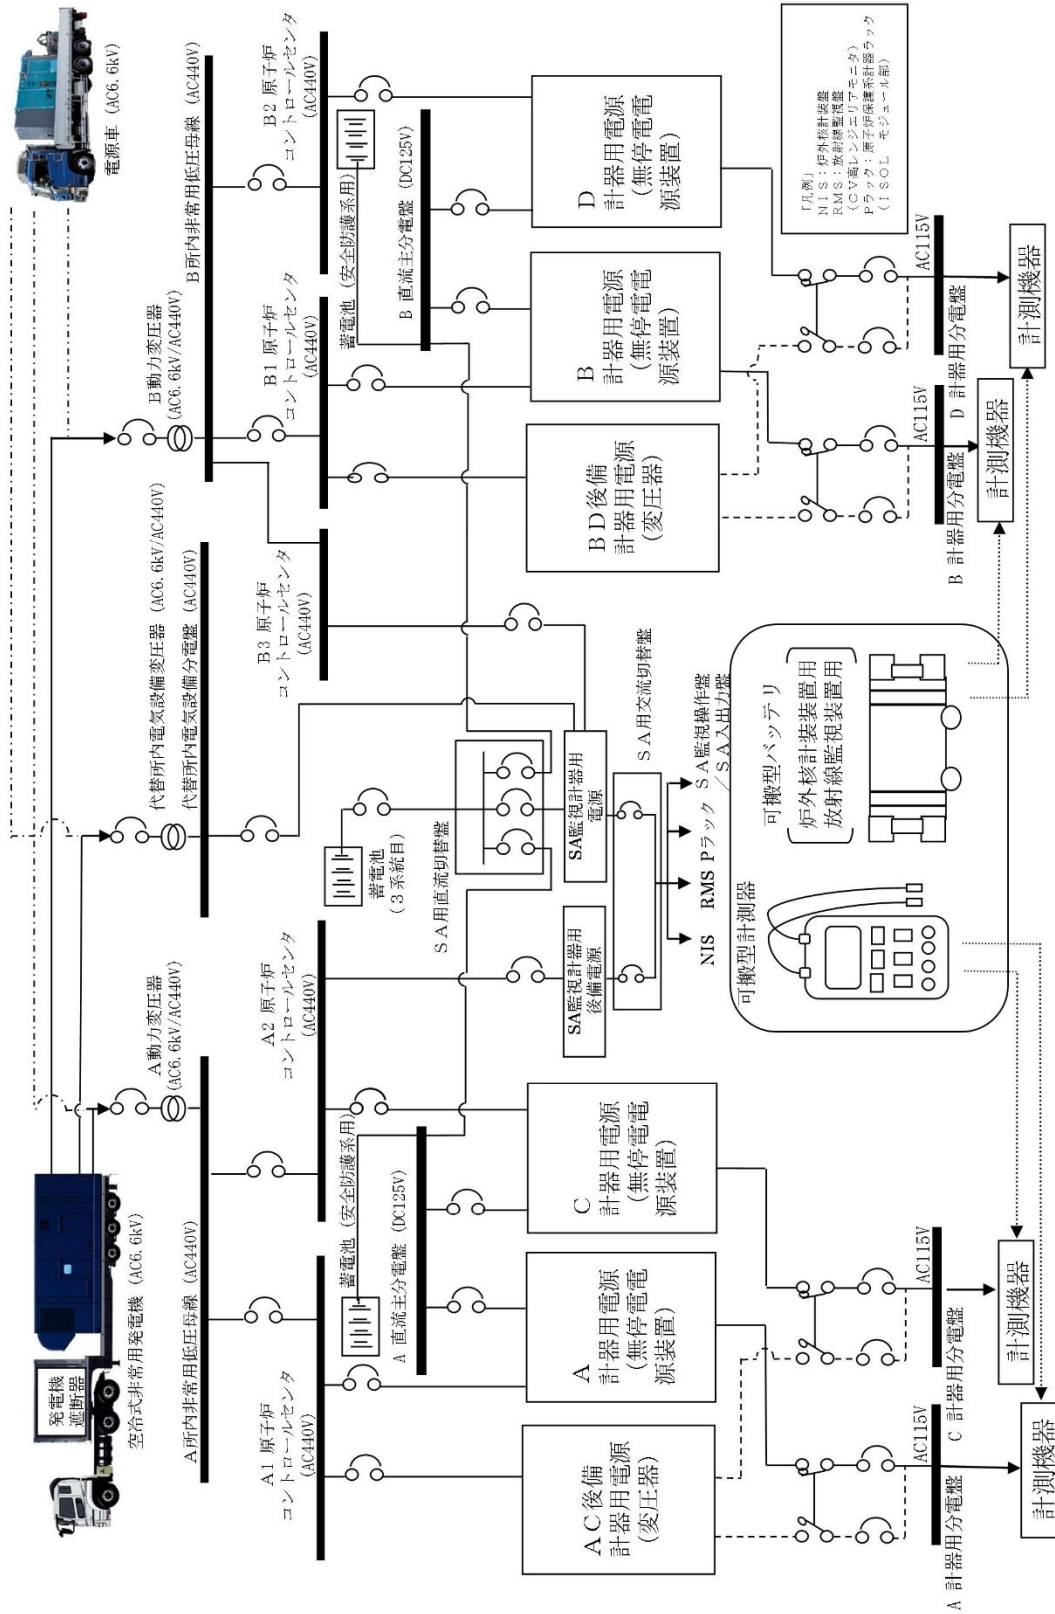 発電機
遮断器
空冷式非常用発電機 (AC6.6kV)
電源車 (AC6.6kV)
A動力変圧器
(AC6.6kV/AC440V)
代替所内電気設備変圧器 (AC6.6kV/AC440V)
代替所内電気設備分電盤 (AC440V)
B動力変圧器
(AC6.6kV/AC440V)
A所内非常用低圧母線 (AC440V)
B所内非常用低圧母線 (AC440V)
A1 原子炉
コントロールセンタ
(AC440V)
A2 原子炉
コントロールセンタ
(AC440V)
B3 原子炉
コントロールセンタ
(AC440V)
B1 原子炉
コントロールセンタ
(AC440V)
B2 原子炉
コントロールセンタ
(AC440V)
蓄電池 (安全防護系用)
A 直流主分電盤 (DC125V)
蓄電池
(3系統目)
SA用直流切替盤
蓄電池 (安全防護系用)
B 直流主分電盤 (DC125V)
AC後備
計器用電源
(変圧器)
A
計器用電源
(無停電電
源装置)
C
計器用電源
(無停電電
源装置)
SA監視計器用
後備電源
SA監視計器用
電源
SA用交流切替盤
BD後備
計器用電源
(変圧器)
B
計器用電源
(無停電電
源装置)
D
計器用電源
(無停電電
源装置)
NIS
RMS
Pラック
SA監視操作盤
/SA入出力盤
「凡例」
NIS:炉外核計装盤
RMS:放射線監視盤
(CV高レンジエリアモニタ)
Pラック:原子炉保護系計器ラック
(ISOL モジュール部)
可搬型計測器
可搬型バッテリ
炉外核計装装置用
放射線監視装置用
AC115V
A 計器用分電盤
計測機器
AC115V
C 計器用分電盤
計測機器
AC115V
B 計器用分電盤
計測機器
AC115V
D 計器用分電盤
計測機器